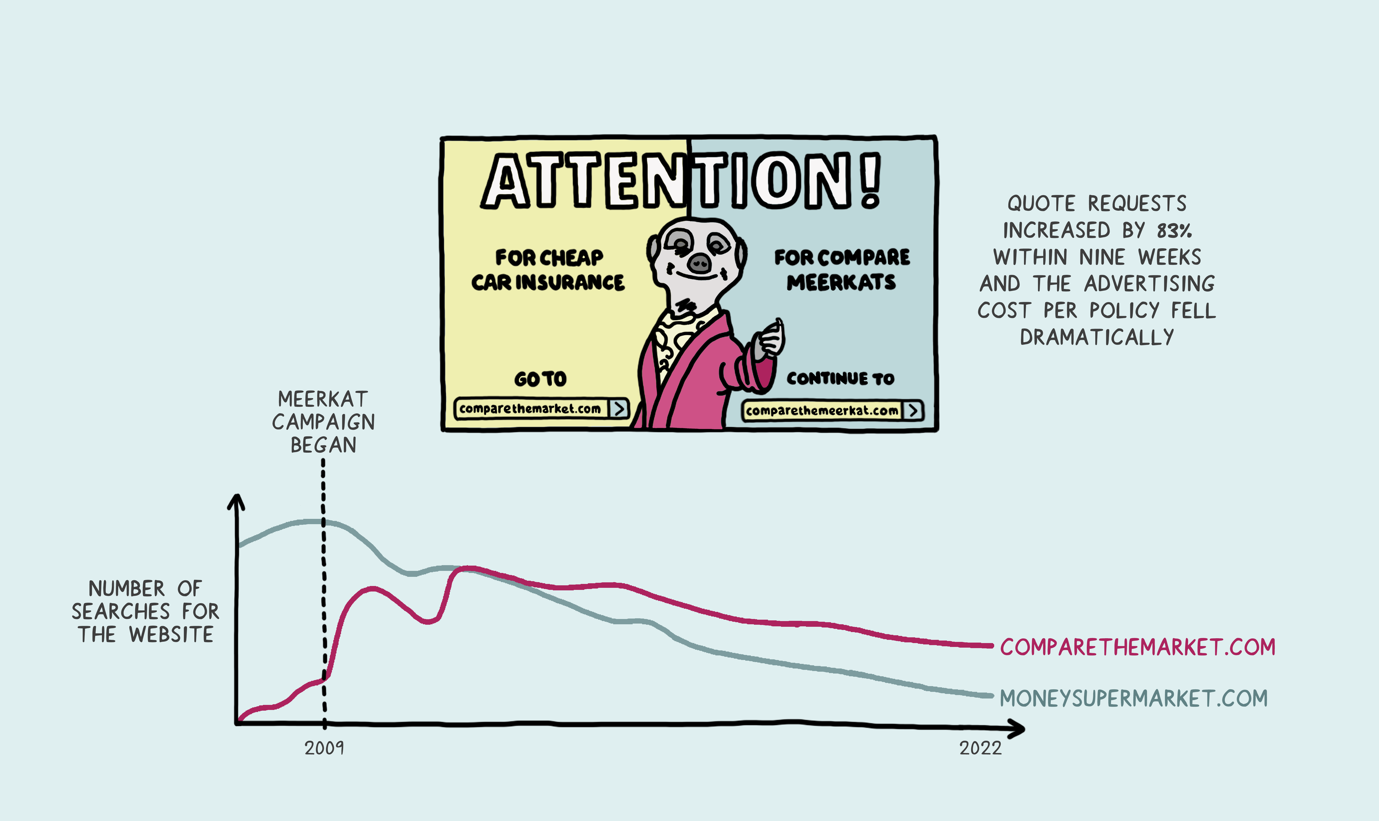 ATTENTION!
FOR CHEAP
CAR INSURANCE
GO TO
comparethemarket.com
FOR COMPARE
MEERKATS
CONTINUE TO
comparethemeerkat.com
QUOTE REQUESTS
INCREASED BY 83%
WITHIN NINE WEEKS
AND THE ADVERTISING
COST PER POLICY FELL
DRAMATICALLY
MEERKAT
CAMPAIGN
BEGAN
NUMBER OF
SEARCHES FOR
THE WEBSITE
COMPARETHEMARKET.COM
MONEYSUPERMARKET.COM
2009
2022